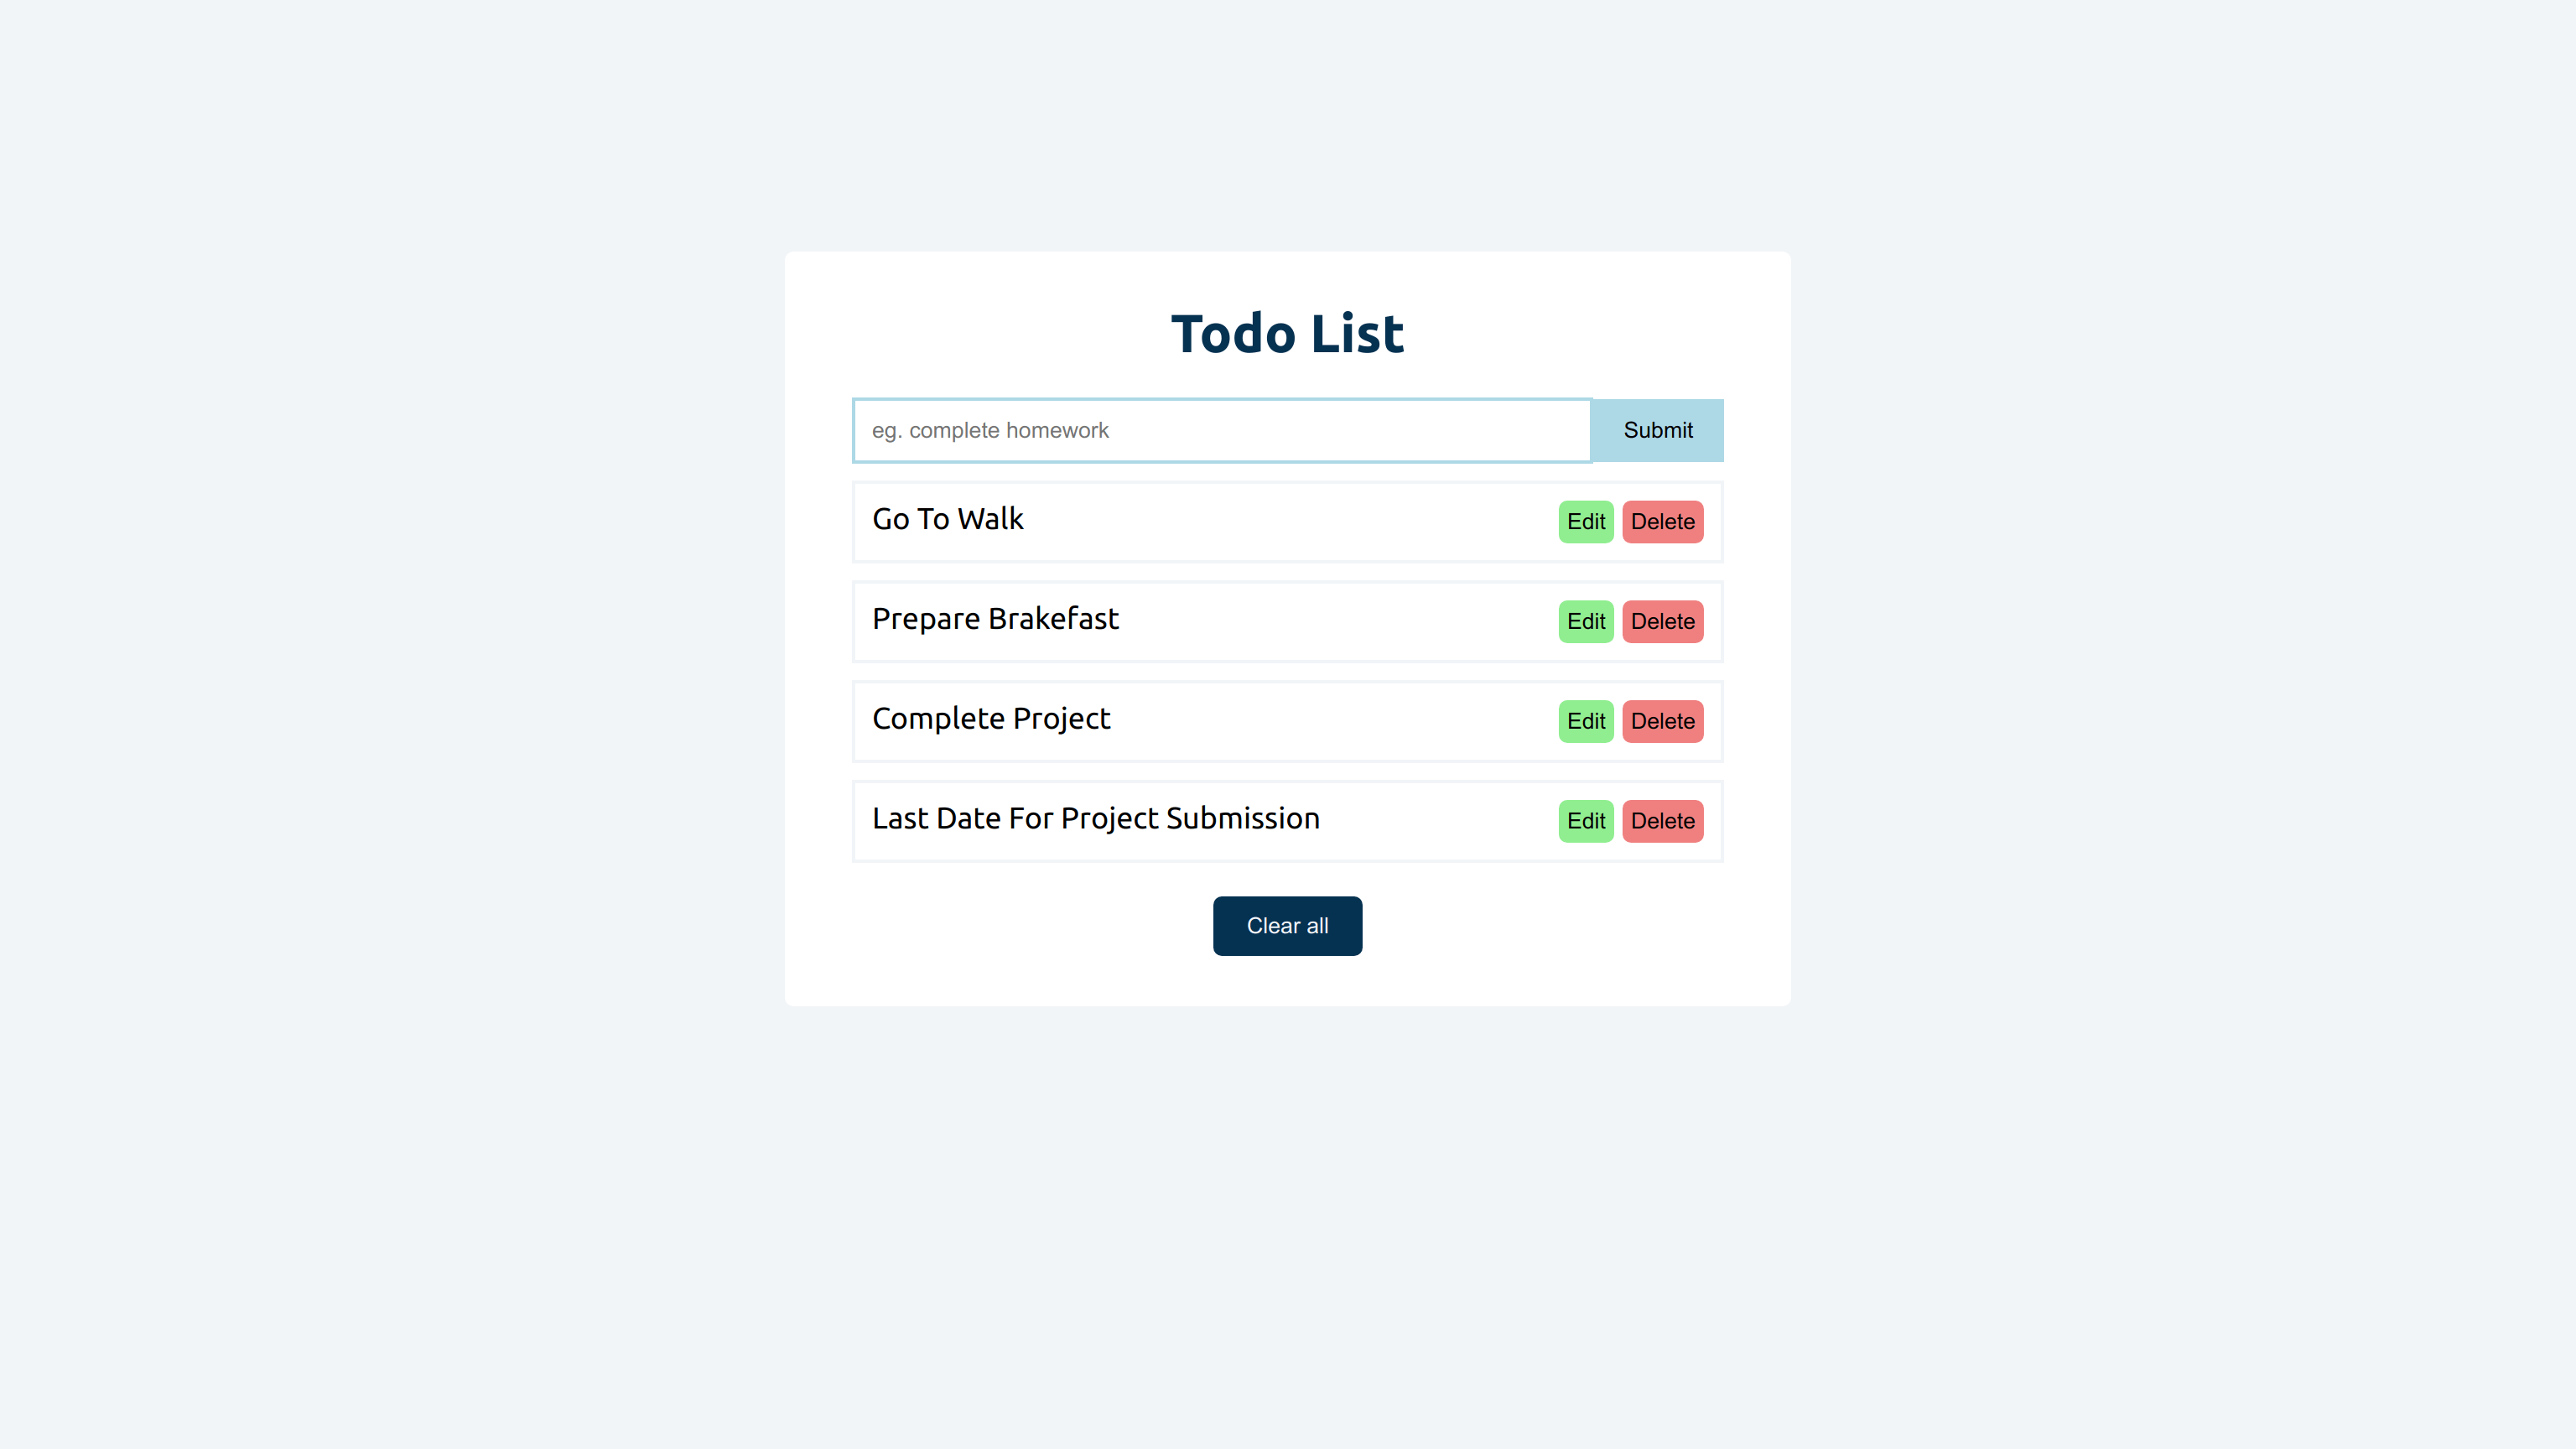 Todo List
eg. complete homework Submit
Go To Walk Edit Delete
Prepare Brakefast Edit Delete
Complete Project Edit Delete
Last Date For Project Submission Edit Delete
Clear all